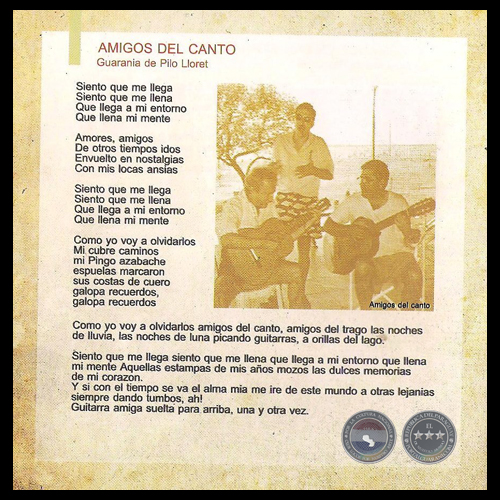 AMIGOS DEL CANTO
Guarania de Pilo Lloret
Siento que me llega
Siento que me llena
Que llega a mi entorno
Que llena mi mente
Amores, amigos
De otros tiempos idos
Envuelto en nostalgias
Con mis locas ansías
Siento que me llega
Siento que me llena
Que llega a mi entorno
Que llena mi mente
Como yo voy a olvidarlos
Mi cubre caminos
mi Pingo azabache
espuelas marcaron
sus costas de cuero
galopa recuerdos,
galopa recuerdos
Amigos del canto
Como yo voy a olvidarlos amigos del canto, amigos del trago las noches
de lluvia, las noches de luna picando guitarras, a orillas del lago.
Siento que me llega siento que me llena que llega a mi entorno que llena
mi mente Aquellas estampas de mis años mozos las dulces memorias
de mi corazon.
Y si con el tiempo se va el alma mia me ire de este mundo a otras lejanías
siempre dando tumbos, ah!
Guitarra amiga suelta para arriba, una y otra vez.
EL